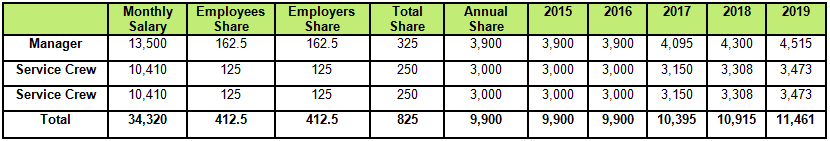 Monthly Salary Employees Share Employers Share Total Share Annual Share 2015 2016 2017 2018 2019
Manager 13,500 162.5 162.5 325 3,900 3,900 3,900 4,095 4,300 4,515
Service Crew 10,410 125 125 250 3,000 3,000 3,000 3,150 3,308 3,473
Service Crew 10,410 125 125 250 3,000 3,000 3,000 3,150 3,308 3,473
Total 34,320 412.5 412.5 825 9,900 9,900 9,900 10,395 10,915 11,461